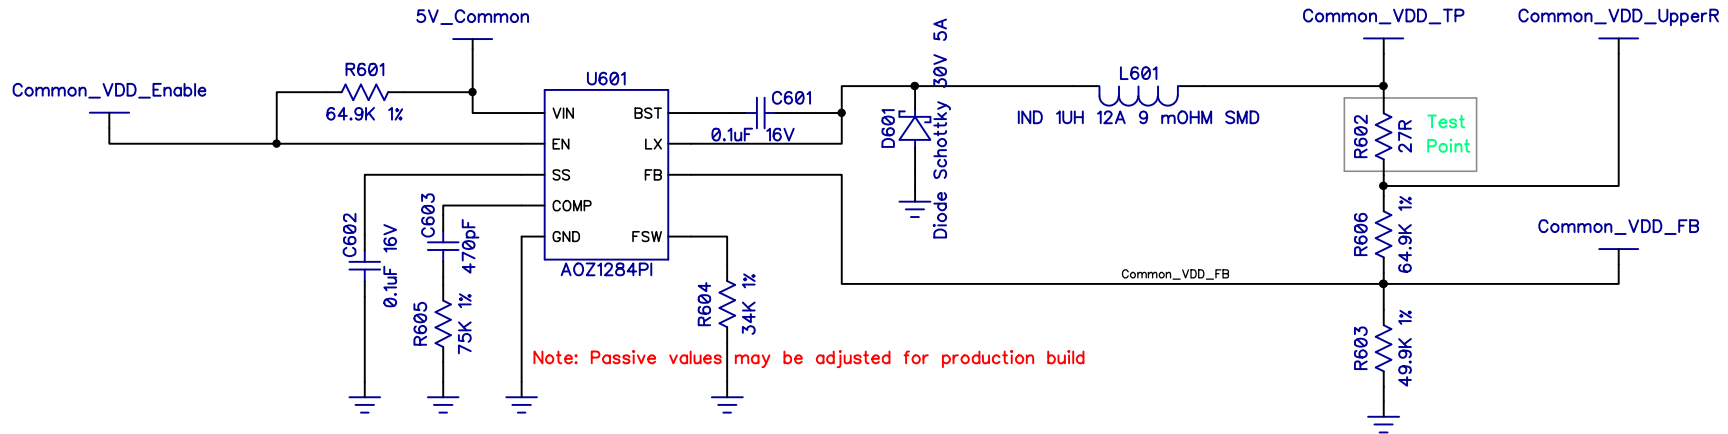 5V_Common
Common_VDD_TP
Common_VDD_UpperR
Common_VDD_Enable
R601
64.9K 1%
U601
VIN
EN
SS
COMP
GND
BST
LX
FB
FSW
AOZ1284PI
C601
0.1uF 16V
D601
Diode Schottky 30V 5A
L601
IND 1UH 12A 9 mOHM SMD
R602
27R
Test
Point
R606
64.9K 1%
Common_VDD_FB
Common_VDD_FB
C602
0.1uF 16V
C603
470pF
R605
75K 1%
R604
34K 1%
R603
49.9K 1%
Note: Passive values may be adjusted for production build